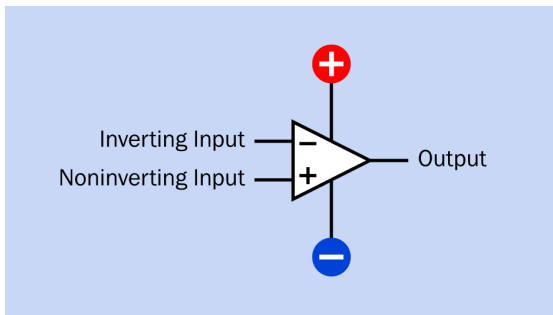 +
Inverting Input
−
Output
Noninverting Input
+
−